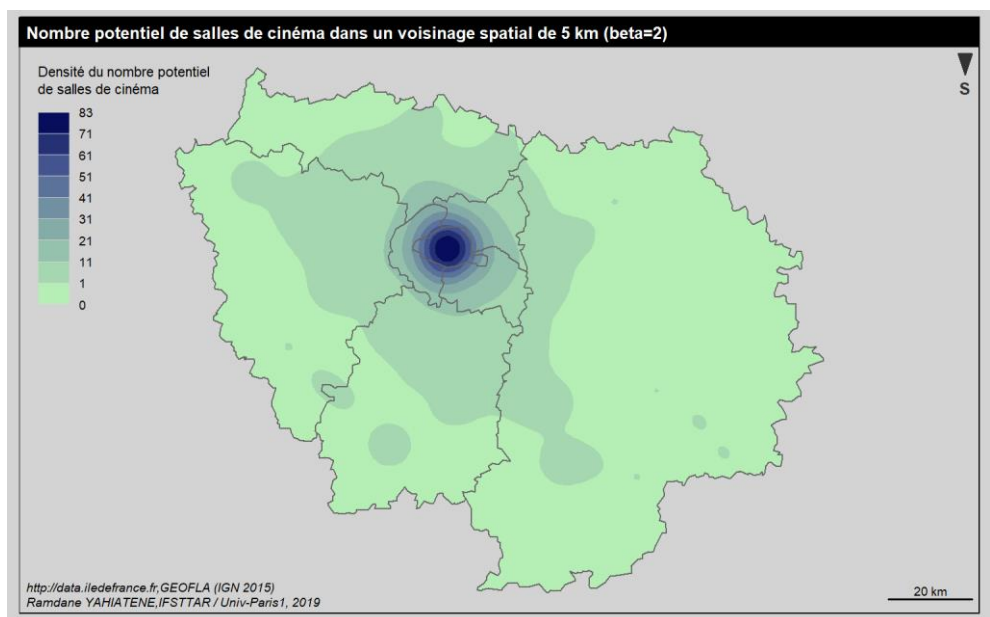 Nombre potentiel de salles de cinéma dans un voisinage spatial de 5 km (beta=2)
Densité du nombre potentiel
de salles de cinéma
83
71
61
51
41
31
21
11
1
0
S
http://data.iledefrance.fr,GEOFLA (IGN 2015)
Ramdane YAHIATENE,IFSTTAR / Univ-Paris1, 2019
20 km